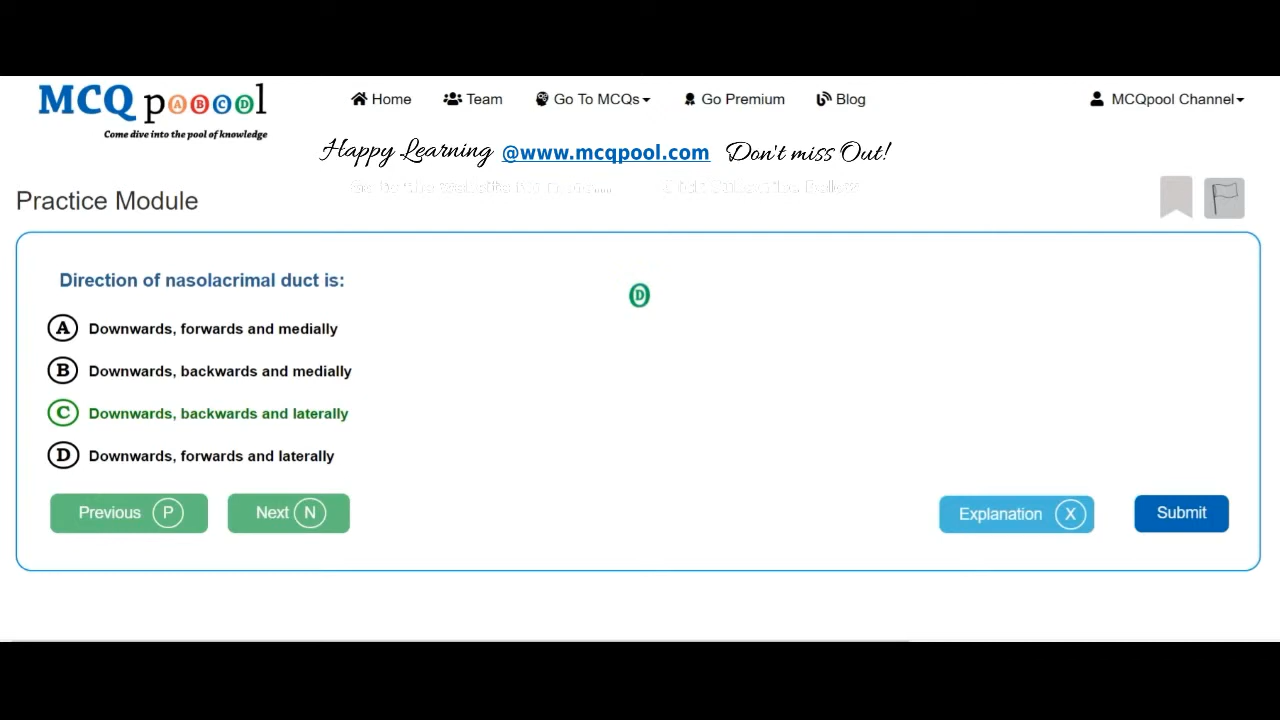 MCQ pABCDl
Come dive into the pool of knowledge
Home Team Go To MCQs Go Premium Blog MCQpool Channel
Happy Learning @www.mcqpool.com Don't miss Out!
Practice Module
Direction of nasolacrimal duct is:
D
A Downwards, forwards and medially
B Downwards, backwards and medially
C Downwards, backwards and laterally
D Downwards, forwards and laterally
Previous P Next N Explanation X Submit